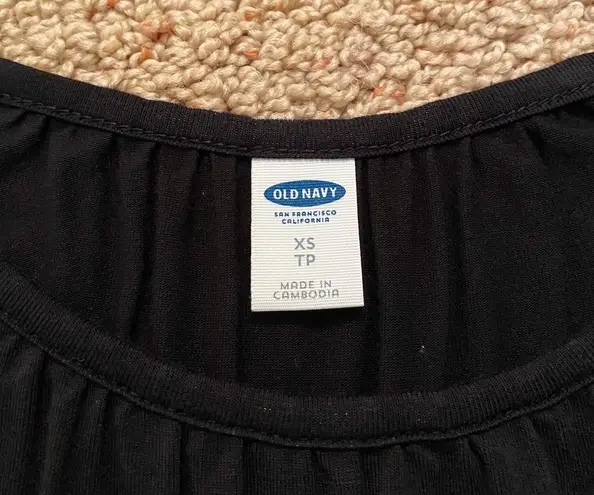 OLD NAVY
SAN FRANCISCO
CALIFORNIA
XS
TP
MADE IN
CAMBODIA